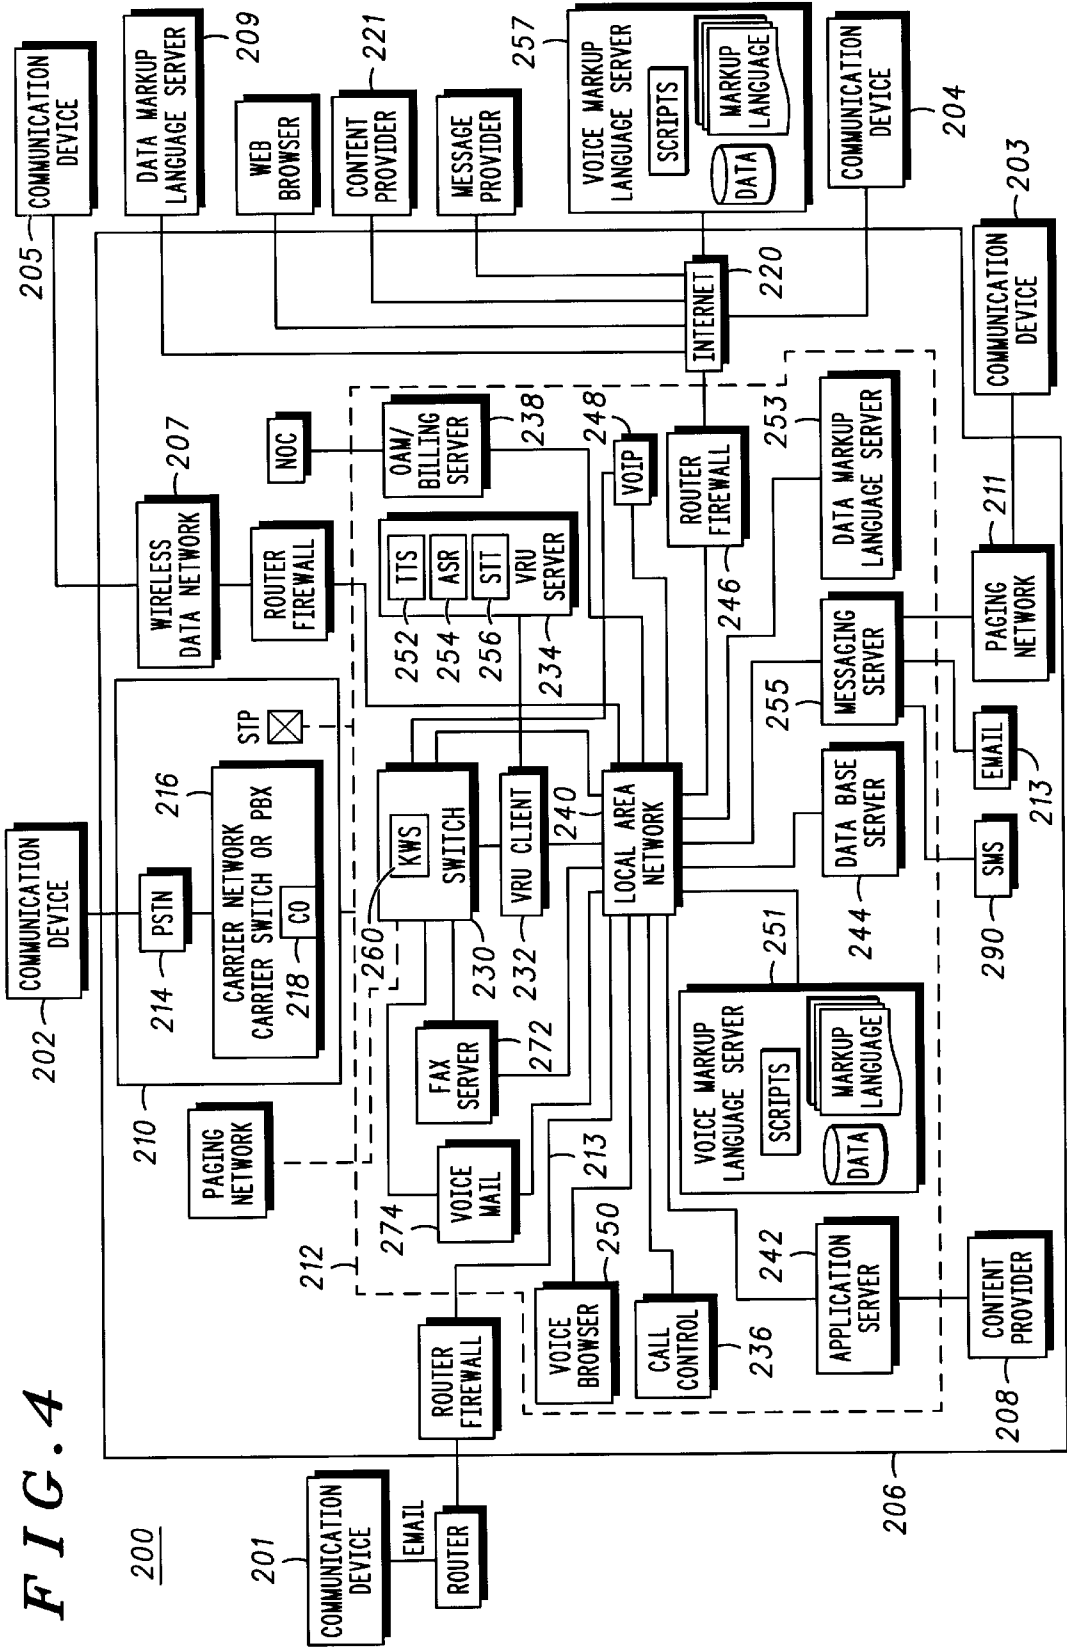 FIG.4
200
201
COMMUNICATION
DEVICE
EMAIL
ROUTER
202
COMMUNICATION
DEVICE
205
COMMUNICATION
DEVICE
DATA MARKUP
LANGUAGE SERVER
209
WEB
BROWSER
CONTENT
PROVIDER
221
MESSAGE
PROVIDER
257
VOICE MARKUP
LANGUAGE SERVER
SCRIPTS
DATA
MARKUP
LANGUAGE
COMMUNICATION
DEVICE
204
COMMUNICATION
DEVICE
203
210
214
PSTN
216
CARRIER NETWORK
CARRIER SWITCH OR PBX
218
CO
STP
PAGING
NETWORK
WIRELESS
DATA NETWORK
207
ROUTER
FIREWALL
NOC
OAM/
BILLING
SERVER
238
212
274
VOICE
MAIL
FAX
SERVER
272
260
KWS
SWITCH
230
VRU CLIENT
232
252
TTS
254
ASR
256
STT
VRU
SERVER
234
248
VOIP
INTERNET
220
ROUTER
FIREWALL
246
ROUTER
FIREWALL
213
240
LOCAL AREA
NETWORK
VOICE
BROWSER
250
CALL
CONTROL
236
242
APPLICATION
SERVER
VOICE MARKUP
LANGUAGE SERVER
251
SCRIPTS
DATA
MARKUP
LANGUAGE
244
DATA BASE
SERVER
255
MESSAGING
SERVER
253
DATA MARKUP
LANGUAGE SERVER
206
208
CONTENT
PROVIDER
290
SMS
EMAIL
213
PAGING
NETWORK
211